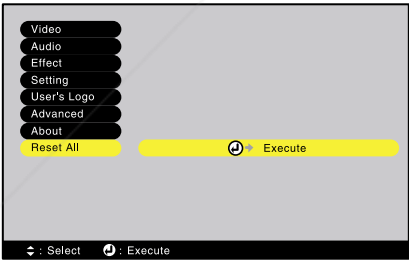 Video
Audio
Effect
Setting
User's Logo
Advanced
About
Reset All
Execute
: Select : Execute